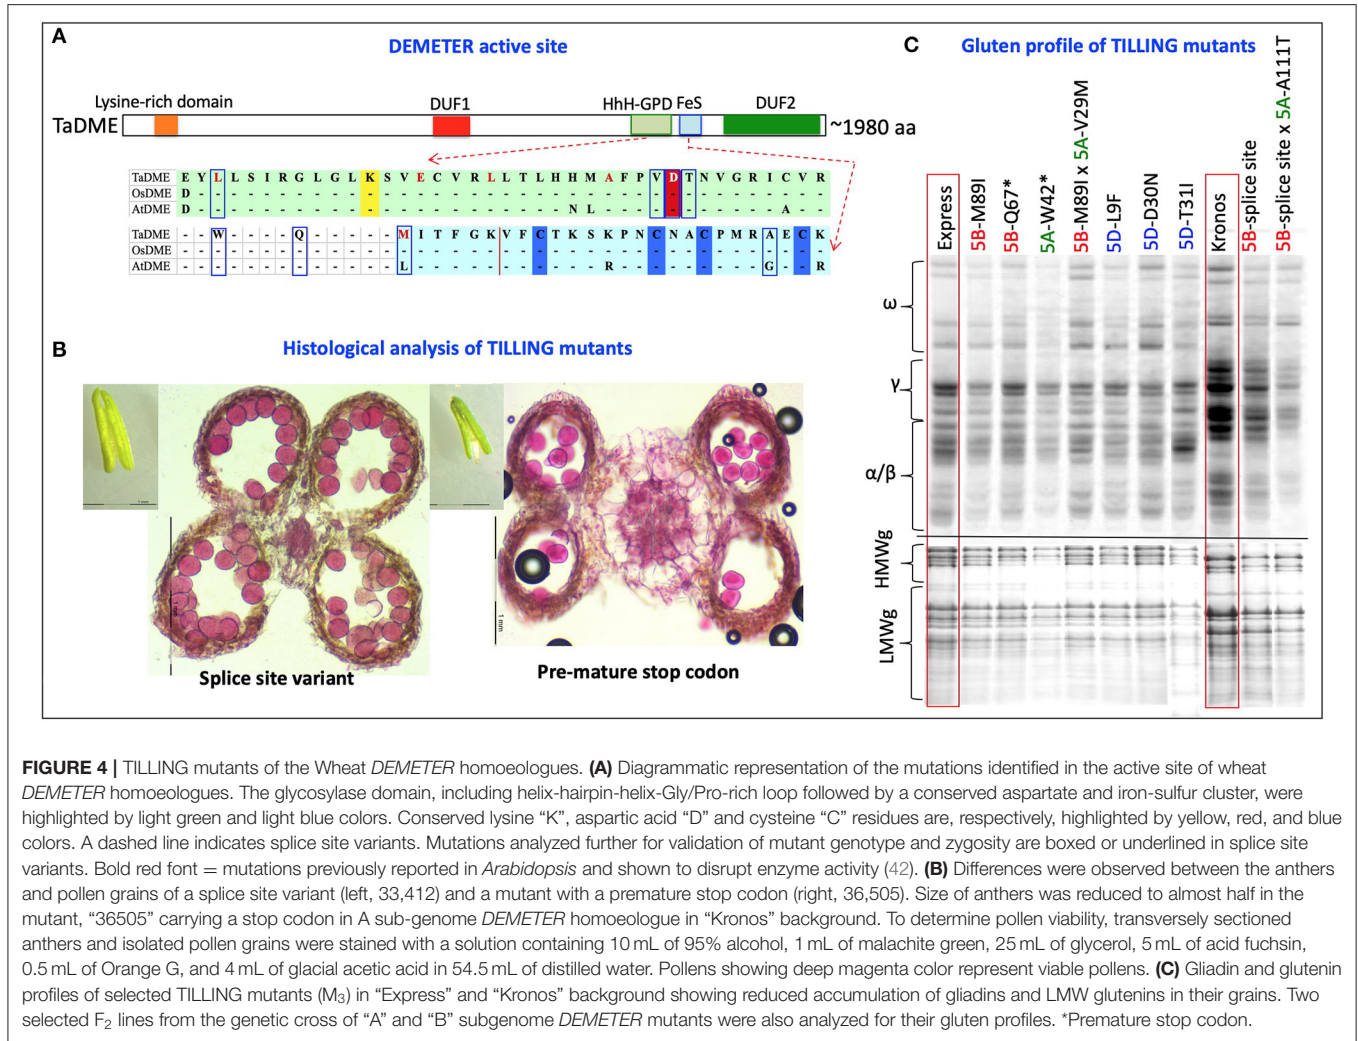 A
DEMETER active site
Lysine-rich domain
DUF1
HhH-GPD
FeS
DUF2
TaDME
~1980 aa
TaDME E Y L L S I R G L G L K S V E C V R L L T L H H M A F P V D T N V G R I C V R
OsDME D - - - - - - - - - - - - - - - - - - - - - - - - - - - - - - - - - - - - - - -
AtDME D - - - - - - - - - - - - - - - - - - - - - - - N L - - - - - - - - - - - A - -
TaDME - - W - - - - Q - - - - - M I T F G K V F C T K S K P N C N A C P M R A E C K
OsDME - - - - - - - - - - - - - - - - - - - - - - - - - - - - - - - - - - - - - - - -
AtDME - - - - - - - - - - - - - L - - - - - - - - - - - - R - - - - - - - - - G - - R
B
Histological analysis of TILLING mutants
1 mm
1 mm
Splice site variant
Pre-mature stop codon
C
Gluten profile of TILLING mutants
Express
5B-M89I
5B-Q67*
5A-W42*
5B-M89I x 5A-V29M
5D-L9F
5D-D30N
5D-T31I
Kronos
5B-splice site
5B-splice site x 5A-A111T
ω
γ
α/β
HMWg
LMWg
FIGURE 4 | TILLING mutants of the Wheat DEMETER homoeologues. (A) Diagrammatic representation of the mutations identified in the active site of wheat
DEMETER homoeologues. The glycosylase domain, including helix-hairpin-helix-Gly/Pro-rich loop followed by a conserved aspartate and iron-sulfur cluster, were
highlighted by light green and light blue colors. Conserved lysine “K”, aspartic acid “D” and cysteine “C” residues are, respectively, highlighted by yellow, red, and blue
colors. A dashed line indicates splice site variants. Mutations analyzed further for validation of mutant genotype and zygosity are boxed or underlined in splice site
variants. Bold red font = mutations previously reported in Arabidopsis and shown to disrupt enzyme activity (42). (B) Differences were observed between the anthers
and pollen grains of a splice site variant (left, 33,412) and a mutant with a premature stop codon (right, 36,505). Size of anthers was reduced to almost half in the
mutant, “36505” carrying a stop codon in A sub-genome DEMETER homoeologue in “Kronos” background. To determine pollen viability, transversely sectioned
anthers and isolated pollen grains were stained with a solution containing 10 mL of 95% alcohol, 1 mL of malachite green, 25 mL of glycerol, 5 mL of acid fuchsin,
0.5 mL of Orange G, and 4 mL of glacial acetic acid in 54.5 mL of distilled water. Pollens showing deep magenta color represent viable pollens. (C) Gliadin and glutenin
profiles of selected TILLING mutants (M₃) in “Express” and “Kronos” background showing reduced accumulation of gliadins and LMW glutenins in their grains. Two
selected F₂ lines from the genetic cross of “A” and “B” subgenome DEMETER mutants were also analyzed for their gluten profiles. *Premature stop codon.